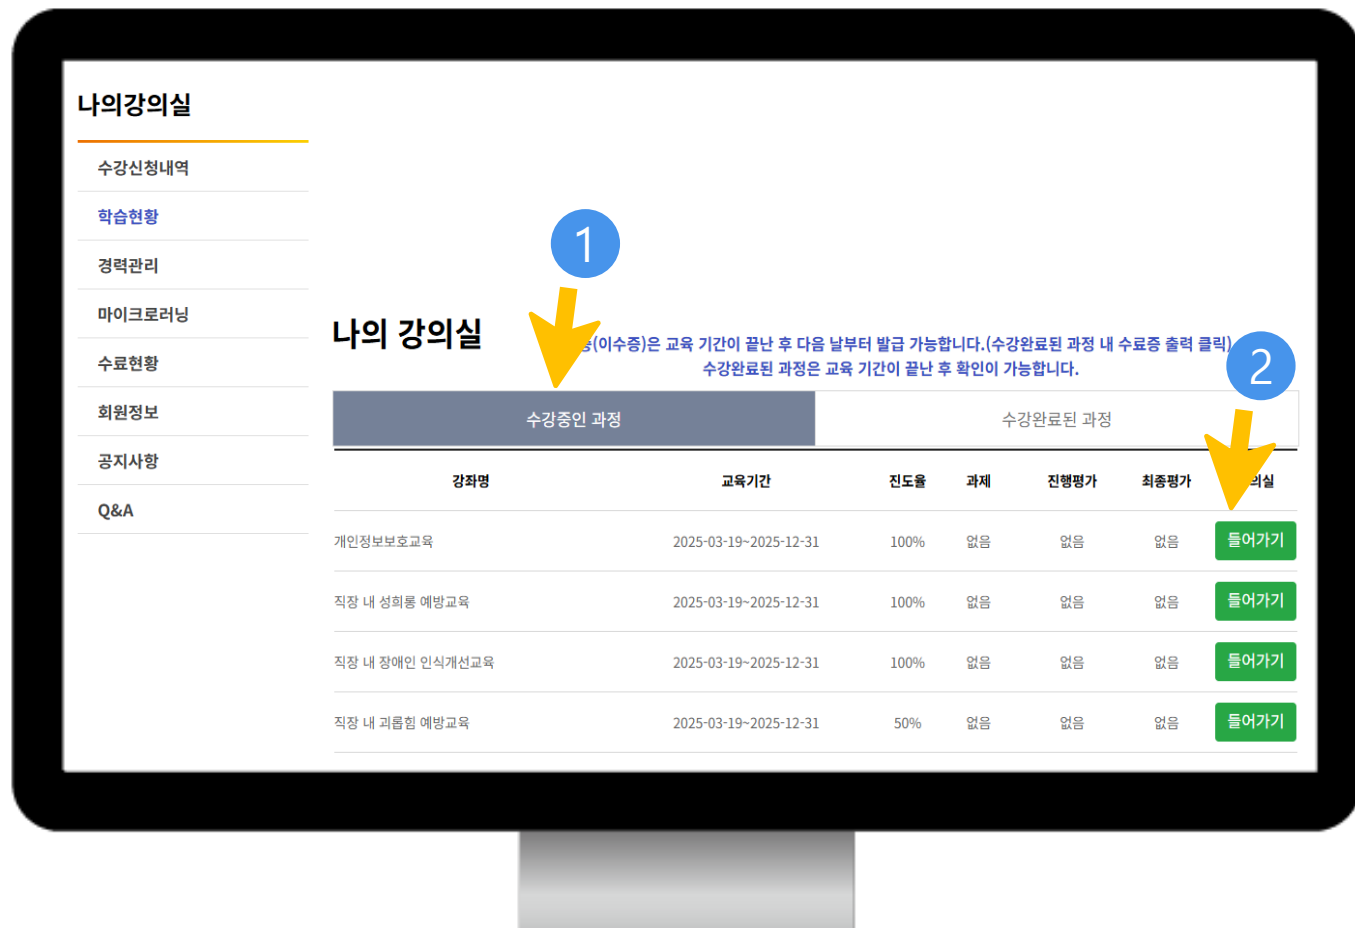 나의강의실
수강신청내역
학습현황
경력관리
마이크로러닝
수료현황
회원정보
공지사항
Q&A
1
나의 강의실
(이수증)은 교육 기간이 끝난 후 다음 날부터 발급 가능합니다.(수강완료된 과정 내 수료증 출력 클릭)
수강완료된 과정은 교육 기간이 끝난 후 확인이 가능합니다.
2
수강중인 과정 수강완료된 과정
강좌명 교육기간 진도율 과제 진행평가 최종평가
개인정보보호교육 2025-03-19~2025-12-31 100% 없음 없음 없음 들어가기
직장 내 성희롱 예방교육 2025-03-19~2025-12-31 100% 없음 없음 없음 들어가기
직장 내 장애인 인식개선교육 2025-03-19~2025-12-31 100% 없음 없음 없음 들어가기
직장 내 괴롭힘 예방교육 2025-03-19~2025-12-31 50% 없음 없음 없음 들어가기